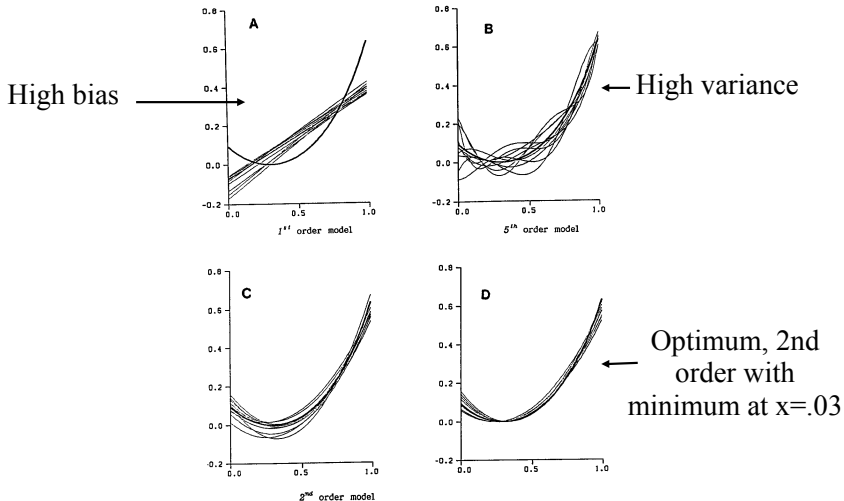 A
0.8
0.6
0.4
0.2
0.0
-0.2
0.0 0.5 1.0
1st order model
High bias
B
0.8
0.6
0.4
0.2
0.0
-0.2
0.0 0.5 1.0
5th order model
High variance
C
0.8
0.6
0.4
0.2
0.0
-0.2
0.0 0.5 1.0
2nd order model
D
0.8
0.6
0.4
0.2
0.0
-0.2
0.0 0.5 1.0
Optimum, 2nd
order with
minimum at x=.03